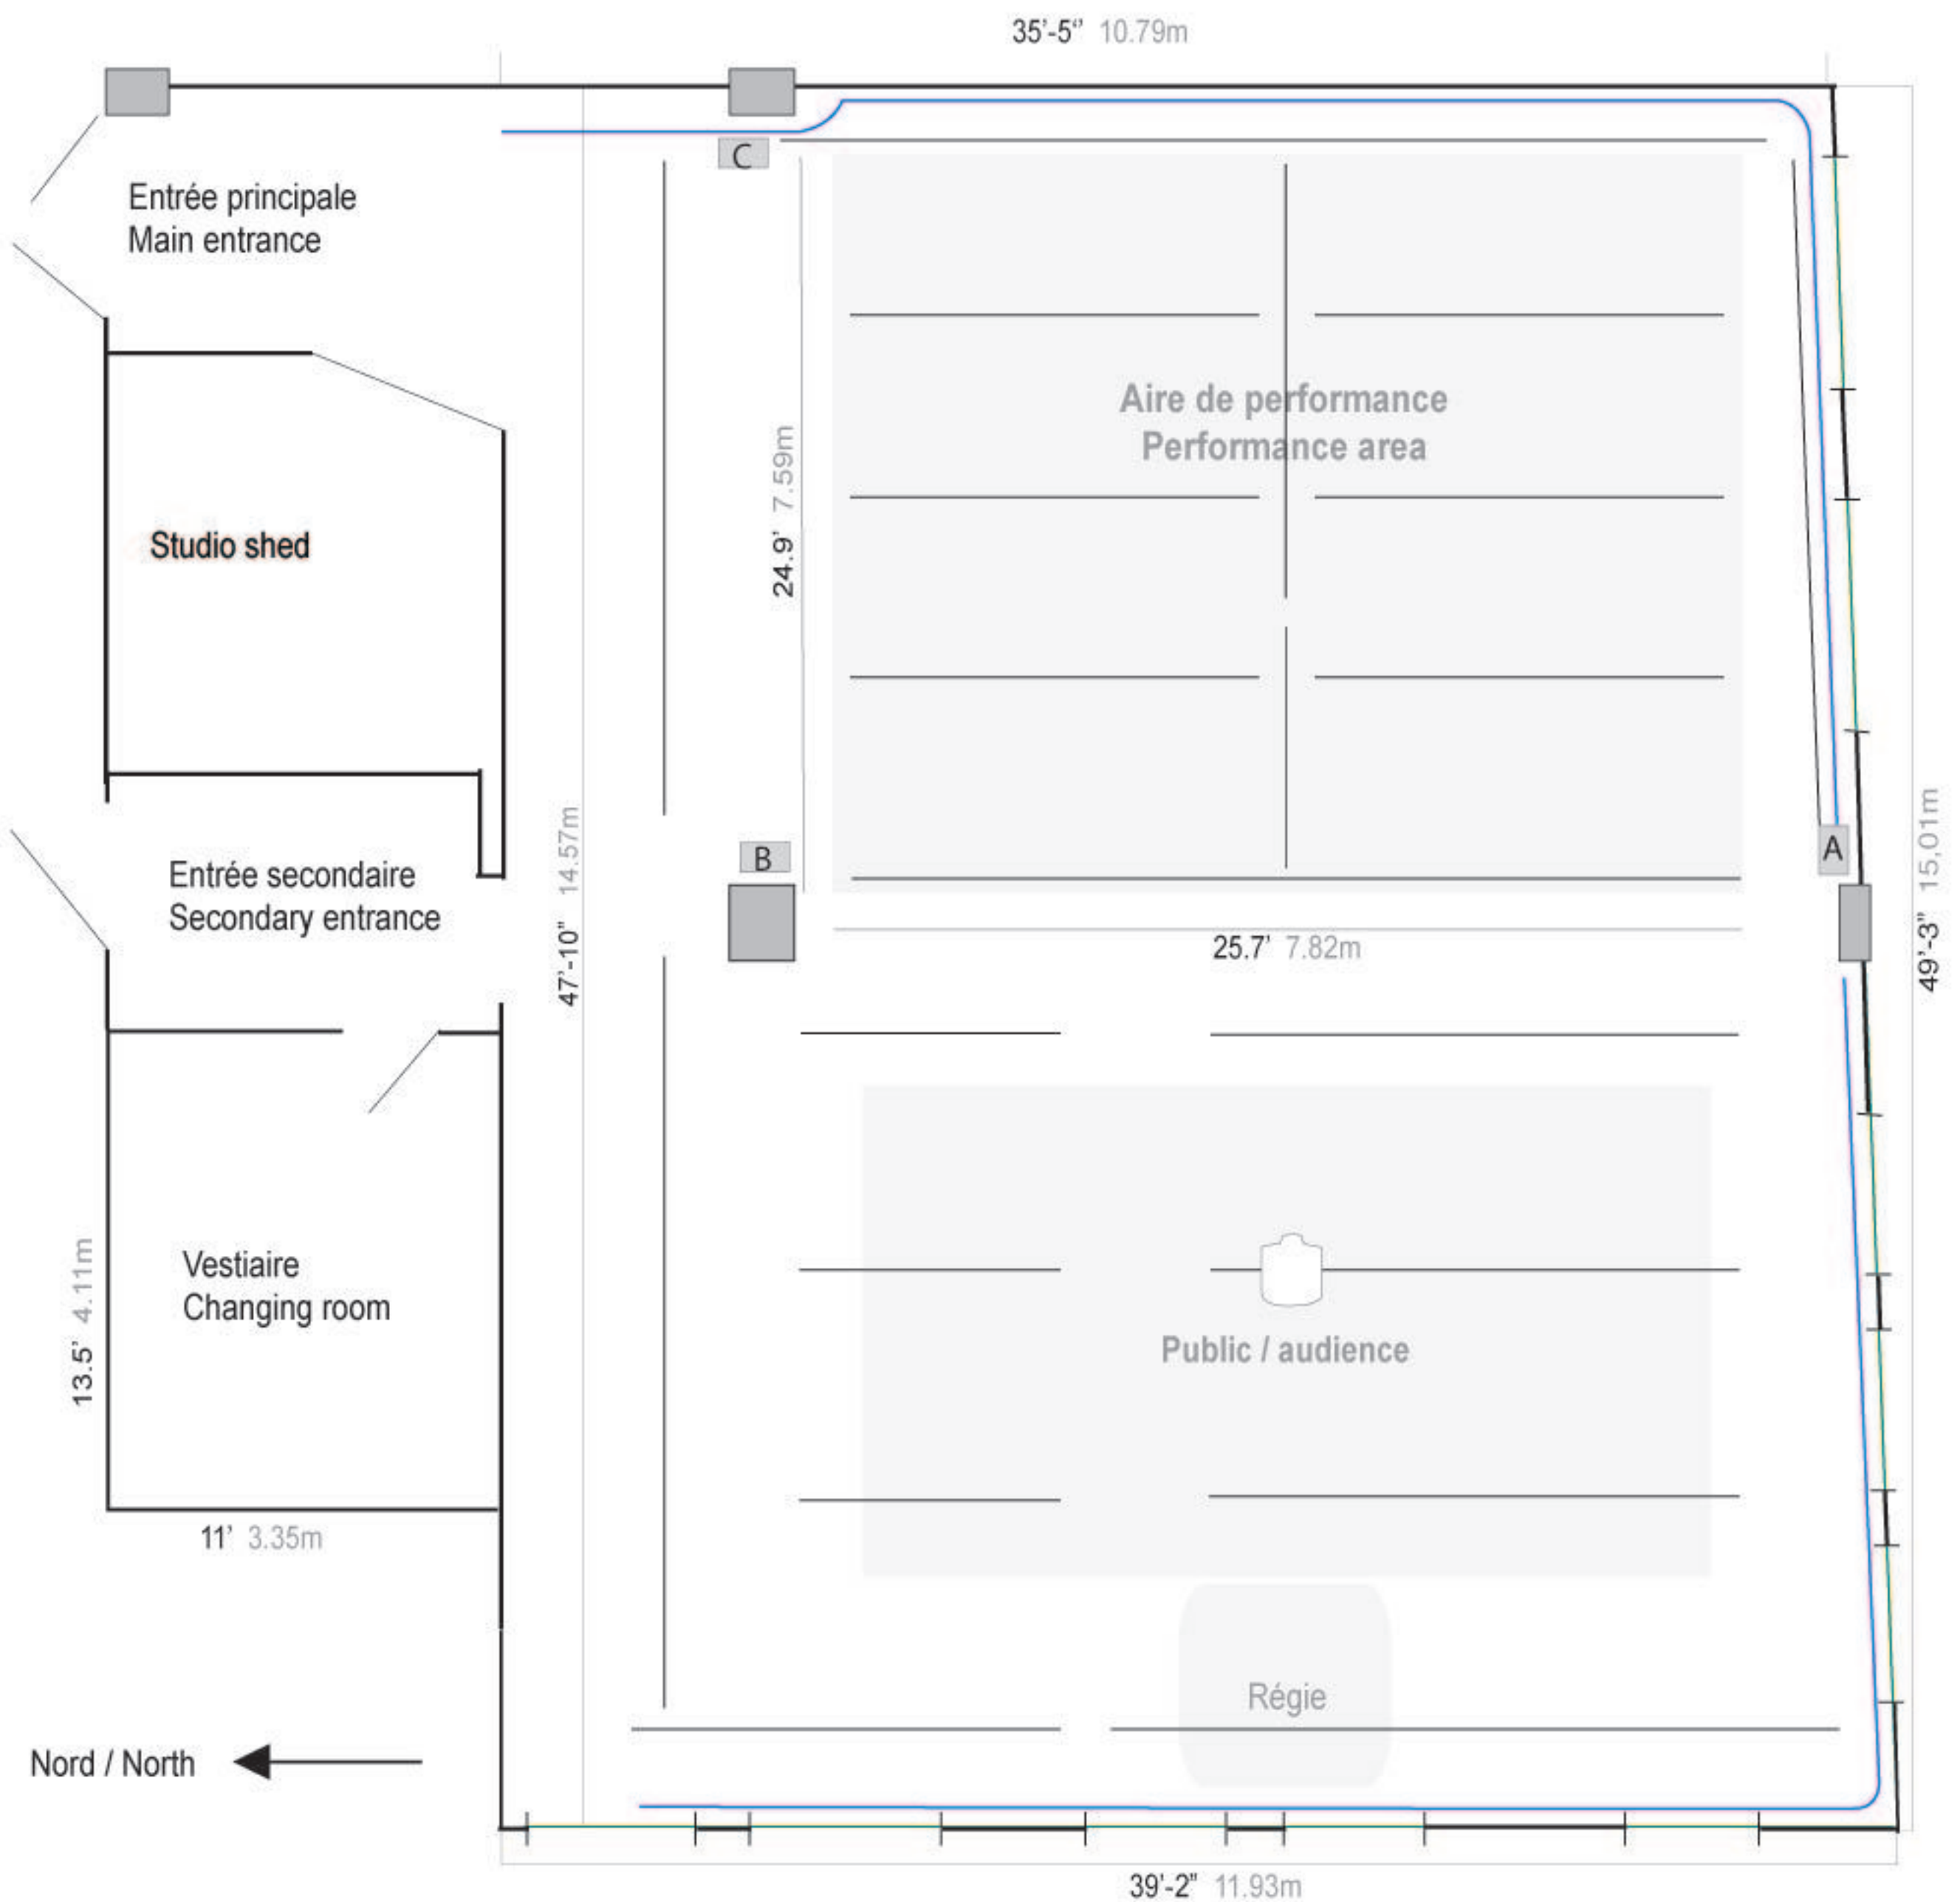 35’-5‘’ 10.79m
C
Entrée principale
Main entrance
Aire de performance
Performance area
24.9’ 7.59m
Studio shed
A
B
Entrée secondaire
Secondary entrance
47’-10” 14.57m
49’-3” 15,01m
25.7’ 7.82m
Vestiaire
Changing room
13.5’ 4.11m
Public / audience
11’ 3.35m
Régie
Nord / North
39’-2” 11.93m